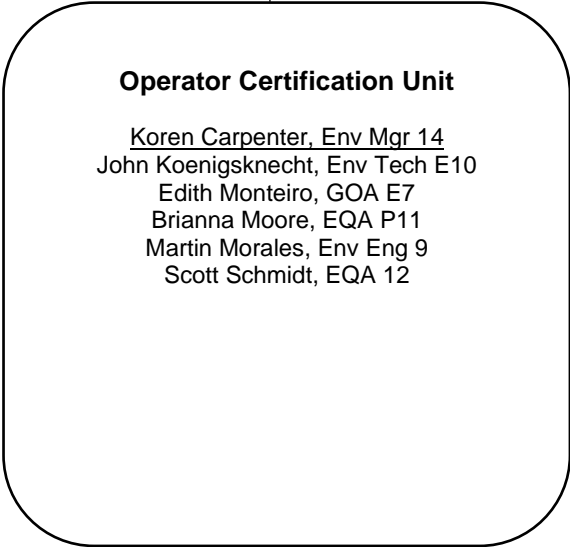 Operator Certification Unit
Koren Carpenter, Env Mgr 14
John Koenigsknecht, Env Tech E10
Edith Monteiro, GOA E7
Brianna Moore, EQA P11
Martin Morales, Env Eng 9
Scott Schmidt, EQA 12